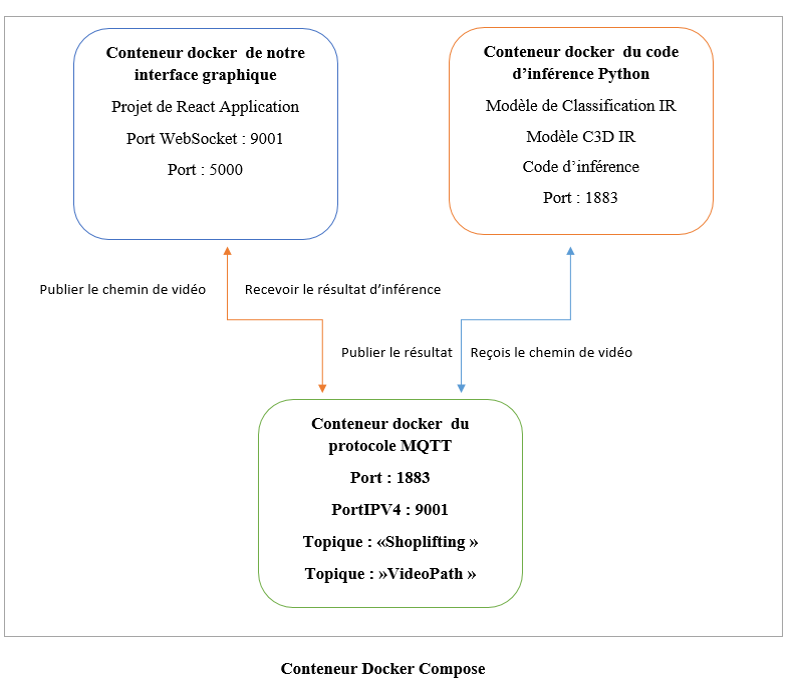 Conteneur docker de notre
interface graphique
Projet de React Application
Port WebSocket : 9001
Port : 5000
Conteneur docker du code
d’inférence Python
Modèle de Classification IR
Modèle C3D IR
Code d’inférence
Port : 1883
Publier le chemin de vidéo
Recevoir le résultat d’inférence
Publier le résultat
Reçois le chemin de vidéo
Conteneur docker du
protocole MQTT
Port : 1883
PortIPV4 : 9001
Topique : «Shoplifting »
Topique : »VideoPath »
Conteneur Docker Compose